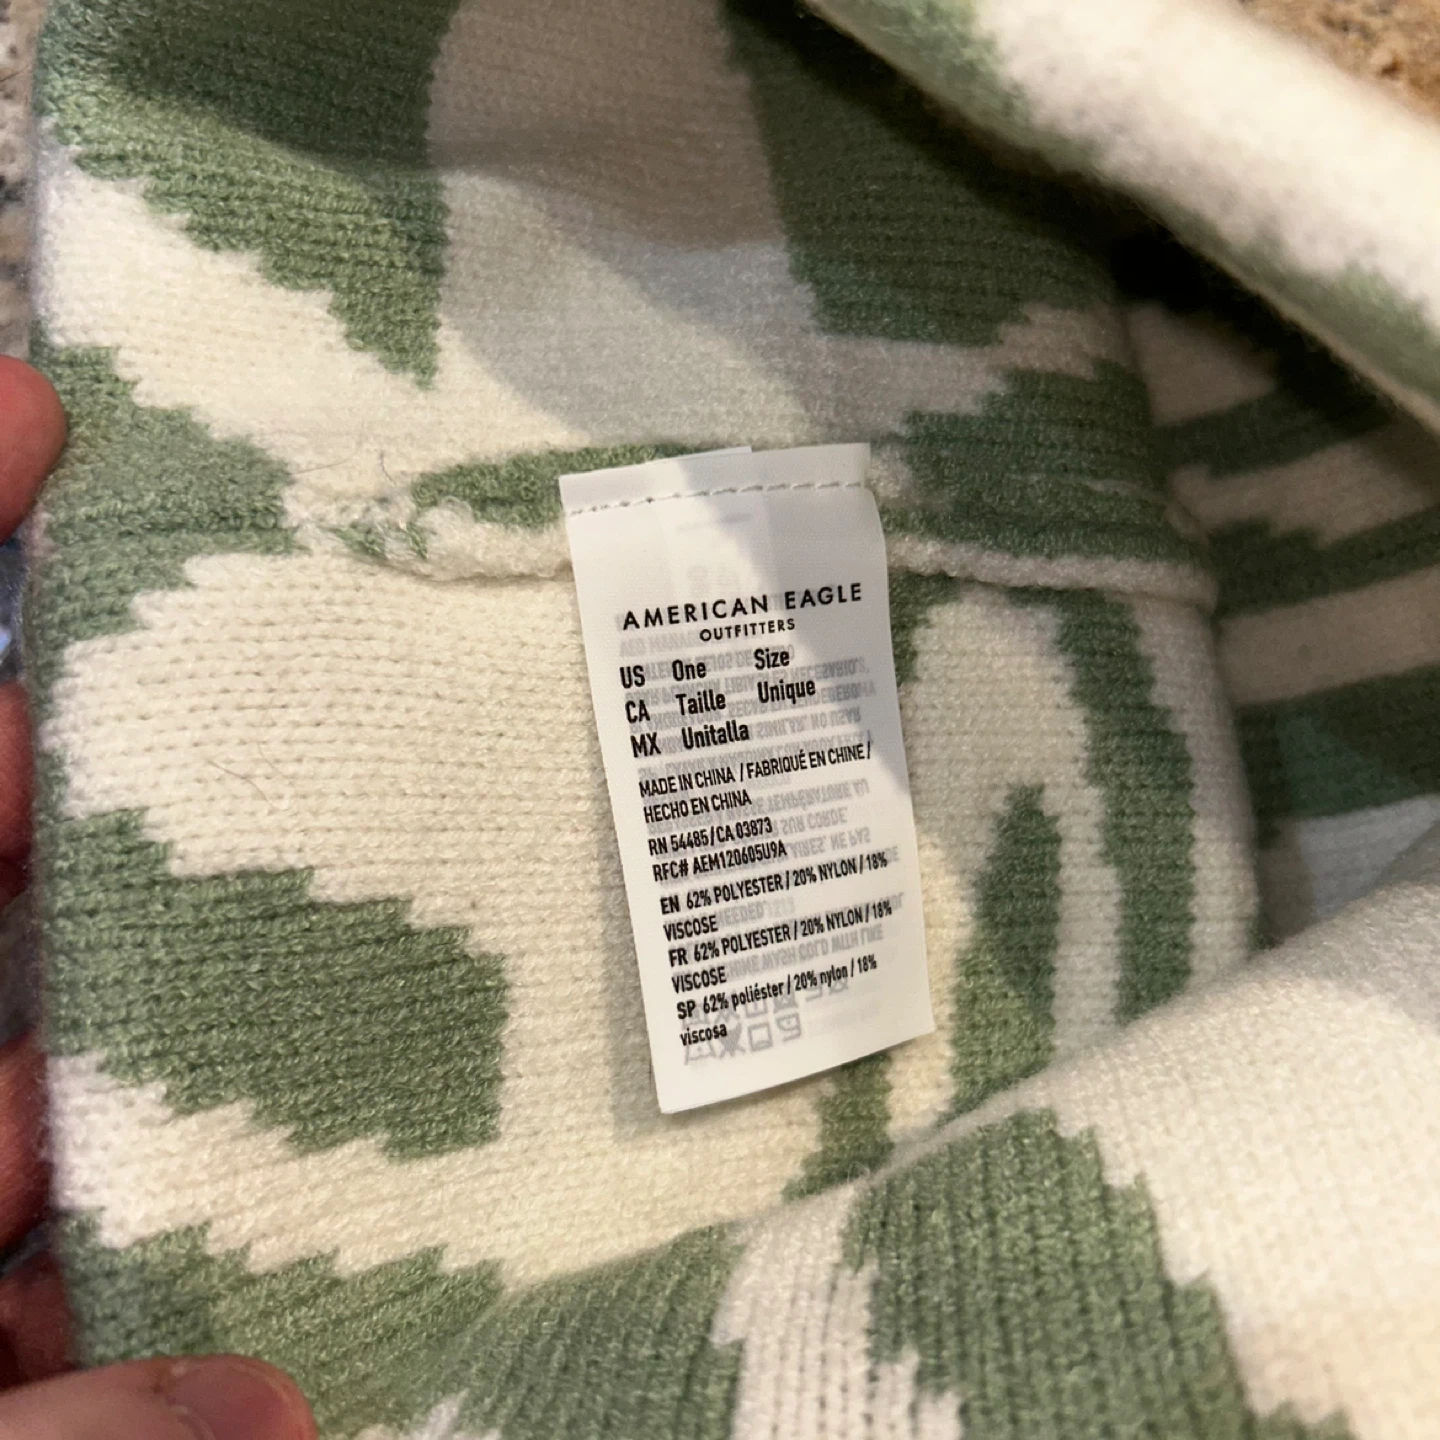 AMERICAN EAGLE
OUTFITTERS
US One Size
CA Taille Unique
MX Unitalla
MADE IN CHINA / FABRIQUÉ EN CHINE /
HECHO EN CHINA
RN 54485 / CA 03873
RFC# AEM120605U9A
EN 62% POLYESTER / 20% NYLON / 18%
VISCOSE
FR 62% POLYESTER / 20% NYLON / 18%
VISCOSE
SP 62% poliéster / 20% nylon / 18%
viscosa